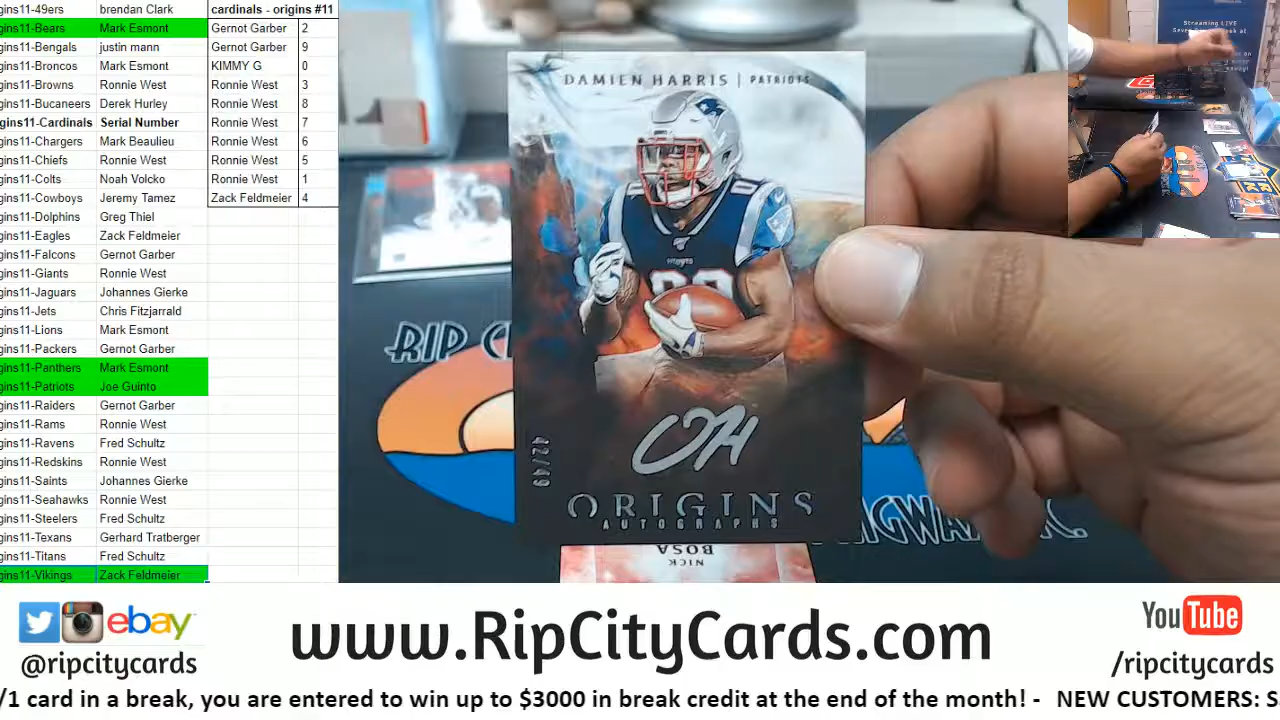 gins11-49ers brendan Clark
gins11-Bears Mark Esmont
gins11-Bengals justin mann
gins11-Broncos Mark Esmont
gins11-Browns Ronnie West
gins11-Bucaneers Derek Hurley
gins11-Cardinals Serial Number
gins11-Chargers Mark Beaulieu
gins11-Chiefs Ronnie West
gins11-Colts Noah Volcko
gins11-Cowboys Jeremy Tamez
gins11-Dolphins Greg Thiel
gins11-Eagles Zack Feldmeier
gins11-Falcons Gernot Garber
gins11-Giants Ronnie West
gins11-Jaguars Johannes Gierke
gins11-Jets Chris Fitzjarrald
gins11-Lions Mark Esmont
gins11-Packers Gernot Garber
gins11-Panthers Mark Esmont
gins11-Patriots Joe Guinto
gins11-Raiders Gernot Garber
gins11-Rams Ronnie West
gins11-Ravens Fred Schultz
gins11-Redskins Ronnie West
gins11-Saints Johannes Gierke
gins11-Seahawks Ronnie West
gins11-Steelers Fred Schultz
gins11-Texans Gerhard Tratberger
gins11-Titans Fred Schultz
gins11-Vikings Zack Feldmeier
cardinals - origins #11
Gernot Garber 2
Gernot Garber 9
KIMMY G 0
Ronnie West 3
Ronnie West 8
Ronnie West 7
Ronnie West 6
Ronnie West 5
Ronnie West 1
Zack Feldmeier 4
DAMIEN HARRIS | PATRIOTS
42/49
ORIGINS
AUTOGRAPHS
NICK
BOSA
RIP C
Streaming LIVE
ebay
@ripcitycards
www.RipCityCards.com
YouTube
/ripcitycards
/1 card in a break, you are entered to win up to $3000 in break credit at the end of the month! - NEW CUSTOMERS: S